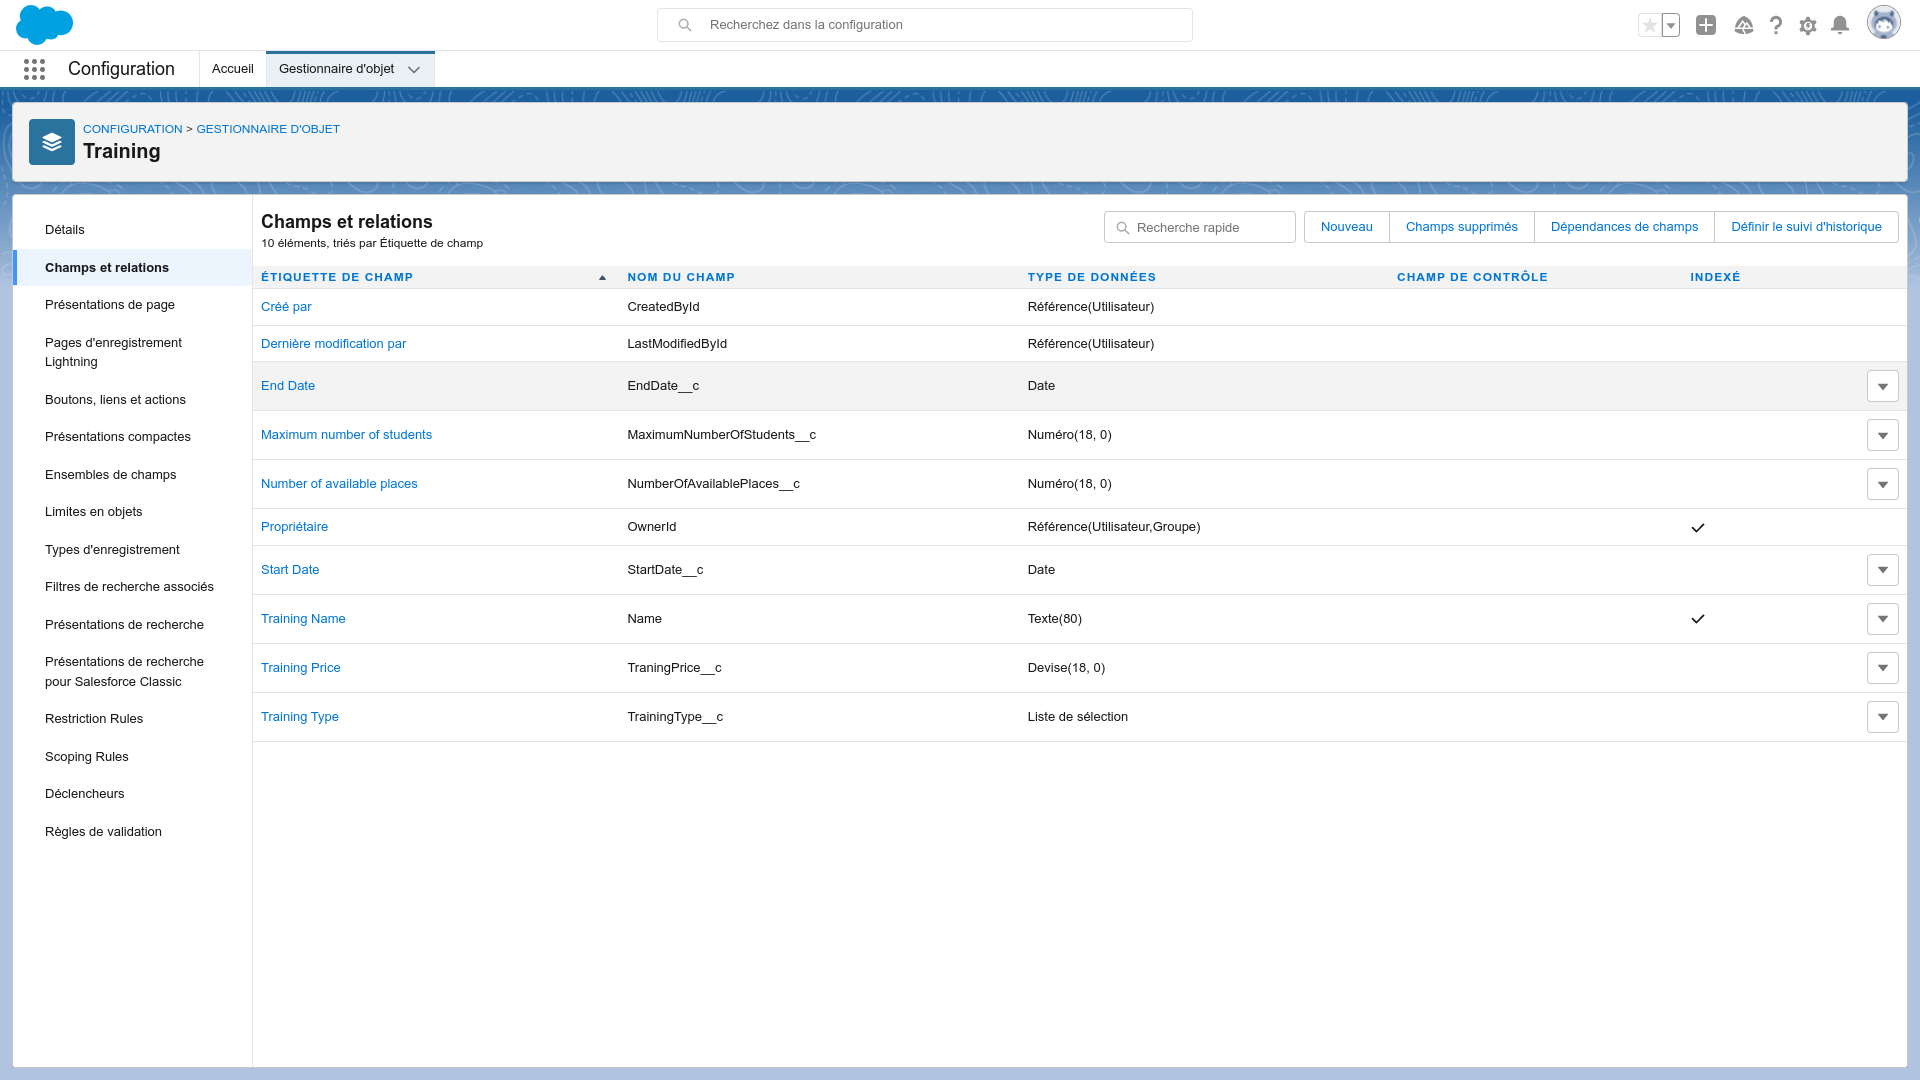 Recherchez dans la configuration
Configuration
Accueil
Gestionnaire d'objet
CONFIGURATION > GESTIONNAIRE D'OBJET
Training
Détails
Champs et relations
Présentations de page
Pages d'enregistrement
Lightning
Boutons, liens et actions
Présentations compactes
Ensembles de champs
Limites en objets
Types d'enregistrement
Filtres de recherche associés
Présentations de recherche
Présentations de recherche
pour Salesforce Classic
Restriction Rules
Scoping Rules
Déclencheurs
Règles de validation
Champs et relations
10 éléments, triés par Étiquette de champ
Recherche rapide
Nouveau
Champs supprimés
Dépendances de champs
Définir le suivi d'historique
ÉTIQUETTE DE CHAMP NOM DU CHAMP TYPE DE DONNÉES CHAMP DE CONTRÔLE INDEXÉ
Créé par CreatedById Référence(Utilisateur)
Dernière modification par LastModifiedById Référence(Utilisateur)
End Date EndDate__c Date
Maximum number of students MaximumNumberOfStudents__c Numéro(18, 0)
Number of available places NumberOfAvailablePlaces__c Numéro(18, 0)
Propriétaire OwnerId Référence(Utilisateur,Groupe)
Start Date StartDate__c Date
Training Name Name Texte(80)
Training Price TraningPrice__c Devise(18, 0)
Training Type TrainingType__c Liste de sélection